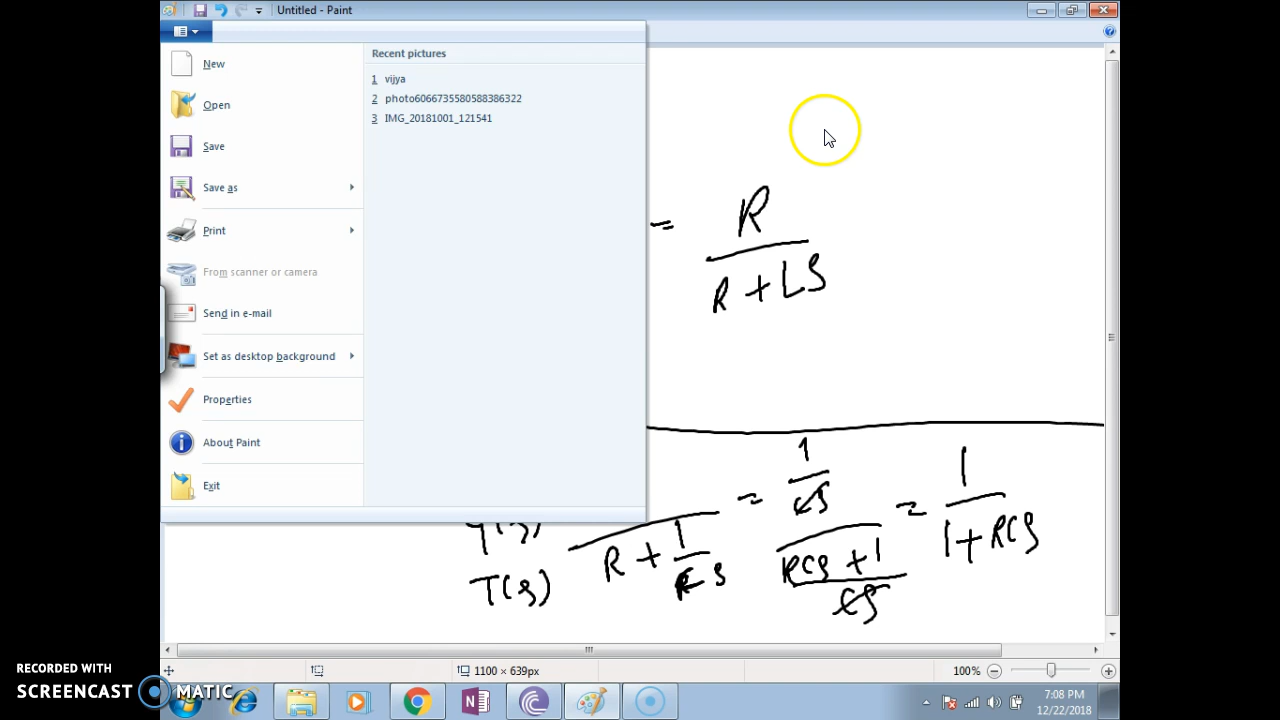 Untitled - Paint
New
Open
Save
Save as
Print
From scanner or camera
Send in e-mail
Set as desktop background
Properties
About Paint
Exit
Recent pictures
1 vijya
2 photo6066735580588386322
3 IMG_20181001_121541
= R
R + LS
= 1 = 1
CS
R + 1 RCS + 1 1 + RCS
S CS
T(S)
1100 × 639px
100%
7:08 PM
12/22/2018
RECORDED WITH
SCREENCAST MATIC